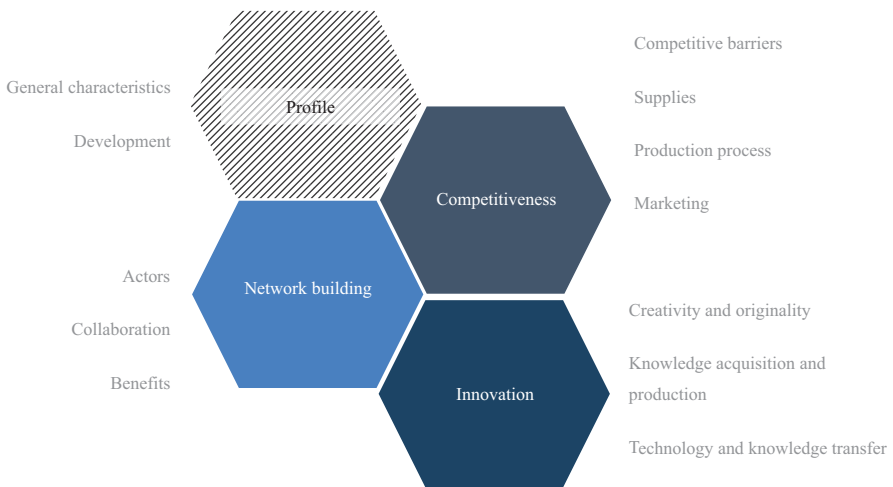 General characteristics
Development
Profile
Competitive barriers
Supplies
Production process
Marketing
Competitiveness
Actors
Collaboration
Benefits
Network building
Innovation
Creativity and originality
Knowledge acquisition and
production
Technology and knowledge transfer